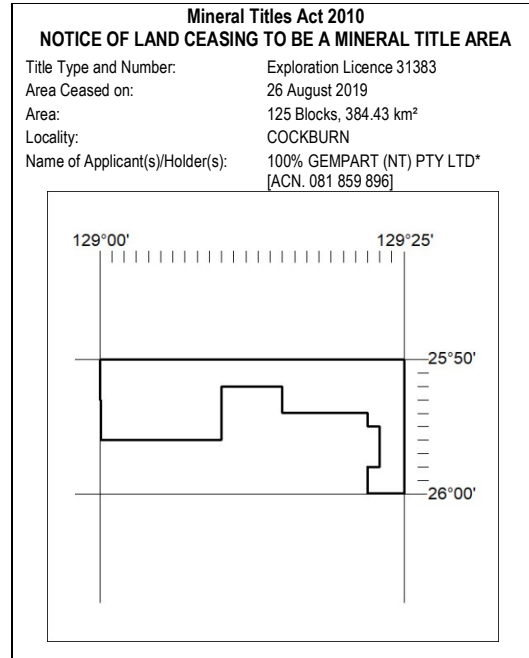 Mineral Titles Act 2010
NOTICE OF LAND CEASING TO BE A MINERAL TITLE AREA
Title Type and Number: Exploration Licence 31383
Area Ceased on: 26 August 2019
Area: 125 Blocks, 384.43 km²
Locality: COCKBURN
Name of Applicant(s)/Holder(s): 100% GEMPART (NT) PTY LTD*
[ACN. 081 859 896]
129°00' 129°25'
25°50'
26°00'